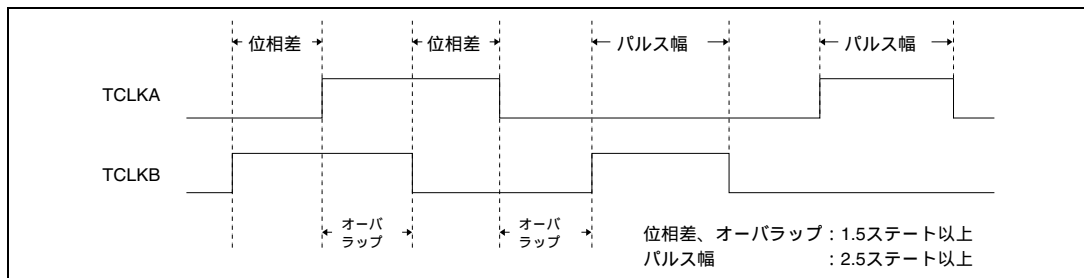 位相差 位相差 パルス幅 パルス幅
TCLKA
TCLKB
オーバ
ラップ
オーバ
ラップ
位相差、オーバラップ : 1.5ステート以上
パルス幅 : 2.5ステート以上